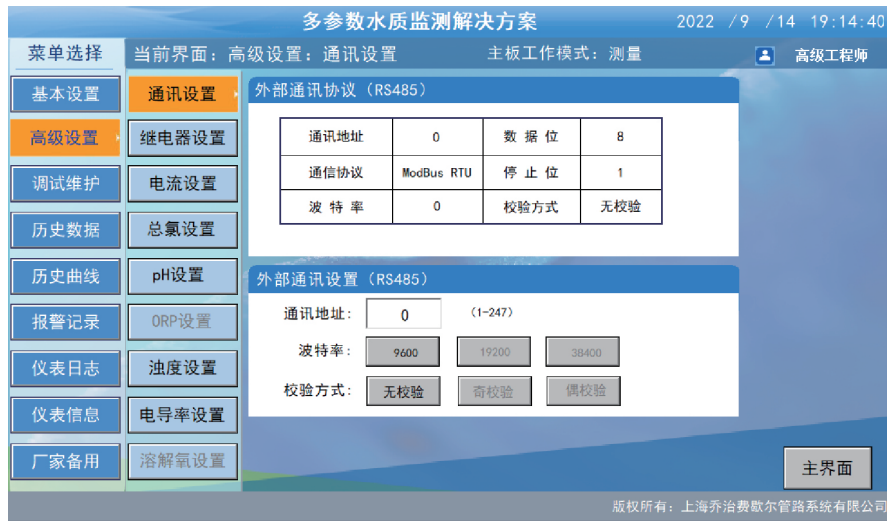 多参数水质监测解决方案 2022 /9 /14 19:14:40
菜单选择 当前界面：高级设置：通讯设置 主板工作模式：测量 高级工程师
基本设置
高级设置
调试维护
历史数据
历史曲线
报警记录
仪表日志
仪表信息
厂家备用
通讯设置
继电器设置
电流设置
总氯设置
pH设置
ORP设置
浊度设置
电导率设置
溶解氧设置
外部通讯协议（RS485）
通讯地址 0 数 据 位 8
通信协议 ModBus RTU 停 止 位 1
波 特 率 0 校验方式 无校验
外部通讯设置（RS485）
通讯地址： 0 (1-247)
波特率： 9600 19200 38400
校验方式： 无校验 奇校验 偶校验
主界面
版权所有：上海乔治费歇尔管路系统有限公司